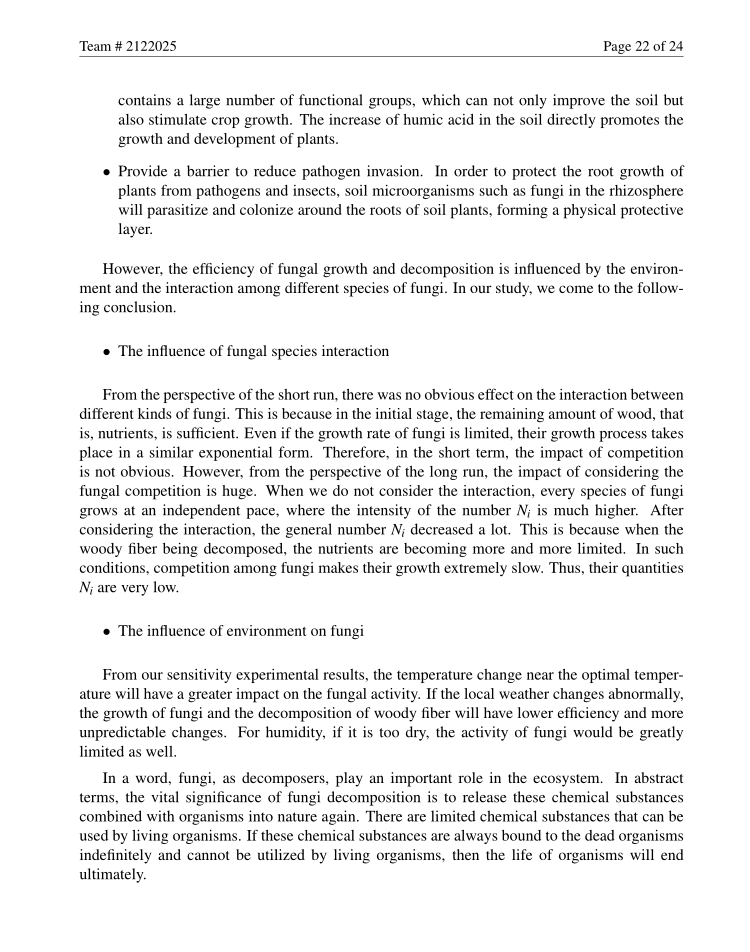 Team # 2122025 Page 22 of 24
contains a large number of functional groups, which can not only improve the soil but
also stimulate crop growth. The increase of humic acid in the soil directly promotes the
growth and development of plants.
• Provide a barrier to reduce pathogen invasion. In order to protect the root growth of
plants from pathogens and insects, soil microorganisms such as fungi in the rhizosphere
will parasitize and colonize around the roots of soil plants, forming a physical protective
layer.
However, the efficiency of fungal growth and decomposition is influenced by the environ-
ment and the interaction among different species of fungi. In our study, we come to the follow-
ing conclusion.
• The influence of fungal species interaction
From the perspective of the short run, there was no obvious effect on the interaction between
different kinds of fungi. This is because in the initial stage, the remaining amount of wood, that
is, nutrients, is sufficient. Even if the growth rate of fungi is limited, their growth process takes
place in a similar exponential form. Therefore, in the short term, the impact of competition
is not obvious. However, from the perspective of the long run, the impact of considering the
fungal competition is huge. When we do not consider the interaction, every species of fungi
grows at an independent pace, where the intensity of the number Nᵢ is much higher. After
considering the interaction, the general number Nᵢ decreased a lot. This is because when the
woody fiber being decomposed, the nutrients are becoming more and more limited. In such
conditions, competition among fungi makes their growth extremely slow. Thus, their quantities
Nᵢ are very low.
• The influence of environment on fungi
From our sensitivity experimental results, the temperature change near the optimal temper-
ature will have a greater impact on the fungal activity. If the local weather changes abnormally,
the growth of fungi and the decomposition of woody fiber will have lower efficiency and more
unpredictable changes. For humidity, if it is too dry, the activity of fungi would be greatly
limited as well.
In a word, fungi, as decomposers, play an important role in the ecosystem. In abstract
terms, the vital significance of fungi decomposition is to release these chemical substances
combined with organisms into nature again. There are limited chemical substances that can be
used by living organisms. If these chemical substances are always bound to the dead organisms
indefinitely and cannot be utilized by living organisms, then the life of organisms will end
ultimately.